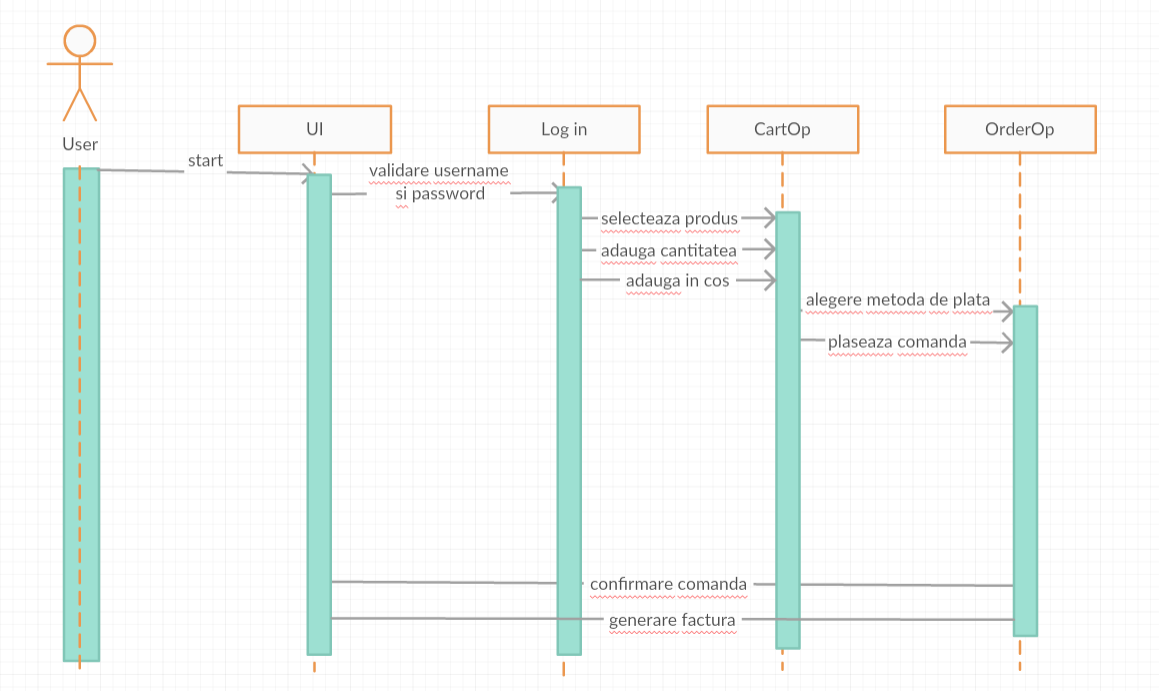 User
UI
Log in
CartOp
OrderOp
start
validare username
si password
selecteaza produs
adauga cantitatea
adauga in cos
alegere metoda de plata
plaseaza comanda
confirmare comanda
generare factura